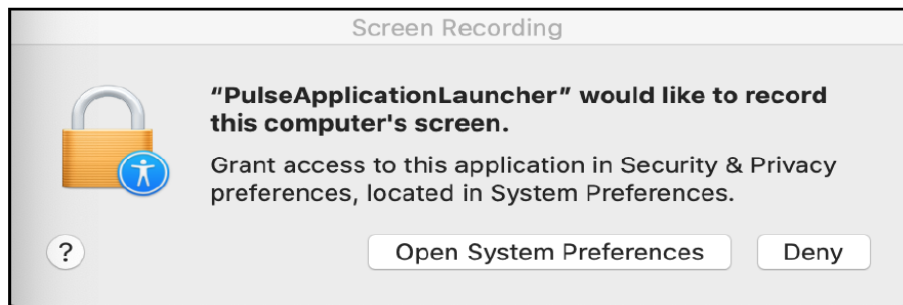 Screen Recording
“PulseApplicationLauncher” would like to record
this computer's screen.
Grant access to this application in Security & Privacy
preferences, located in System Preferences.
? Open System Preferences Deny